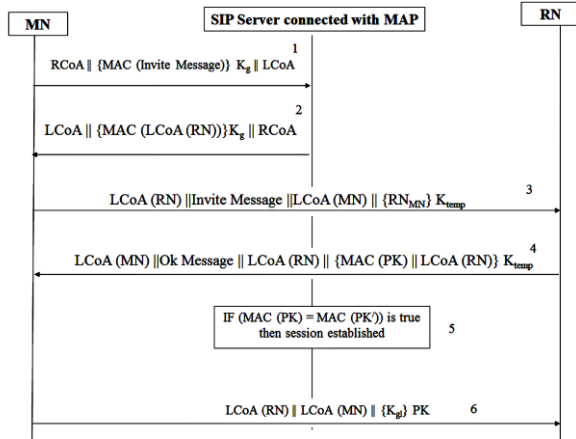 MN
SIP Server connected with MAP
RN
1
RCoA || {MAC (Invite Message)} Kg || LCoA
2
LCoA || {MAC (LCoA (RN))}Kg || RCoA
LCoA (RN) ||Invite Message ||LCoA (MN) || {RNMN} Ktemp
3
LCoA (MN) ||Ok Message || LCoA (RN) || {MAC (PK) || LCoA (RN)} Ktemp
4
IF (MAC (PK) = MAC (PK')) is true
then session established
5
LCoA (RN) || LCoA (MN) || {Kgl} PK
6